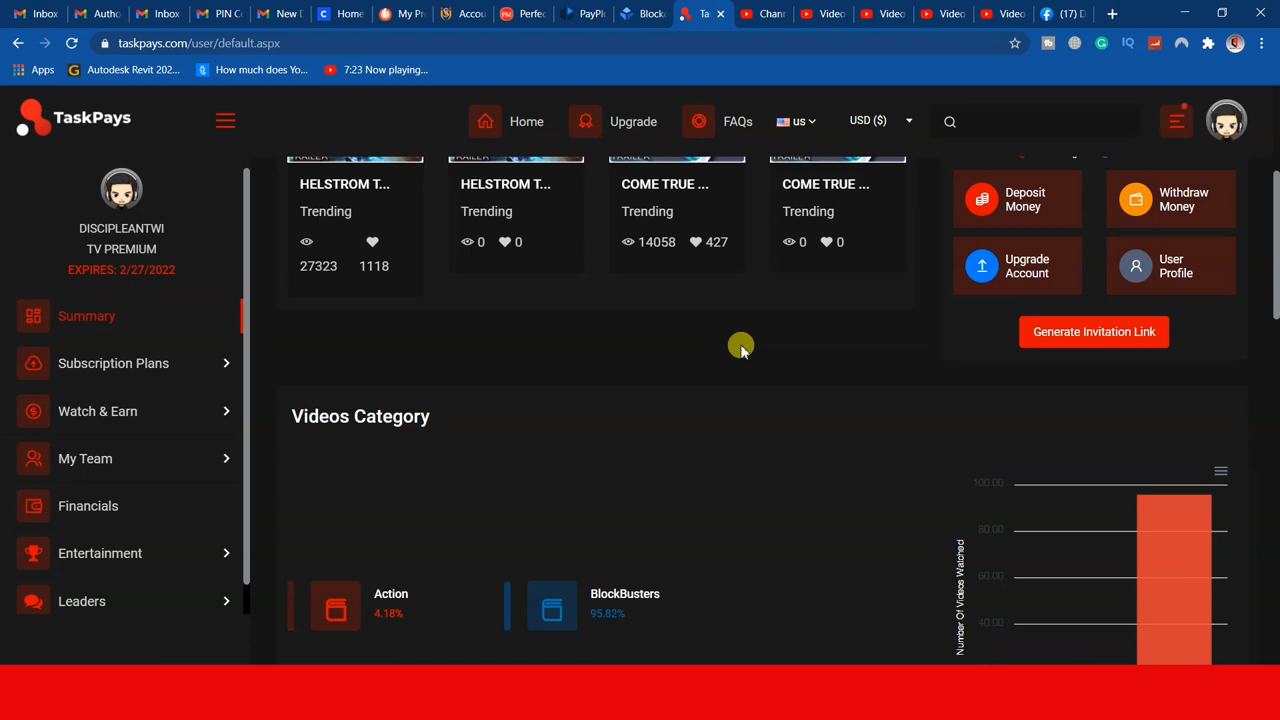 Inbox
Autho
Inbox
PIN Co
New D
Home
My Pr
Accou
Perfec
PayPlu
Blocke
Ta
Chann
Video
Video
Video
Video
(17) D
taskpays.com/user/default.aspx
Apps
Autodesk Revit 202...
How much does Yo...
7:23 Now playing...
TaskPays
Home
Upgrade
FAQs
us
USD ($)
DISCIPLEANTWI
TV PREMIUM
EXPIRES: 2/27/2022
Summary
Subscription Plans
Watch & Earn
My Team
Financials
Entertainment
Leaders
HELSTROM T...
Trending
27323
1118
HELSTROM T...
Trending
0
0
COME TRUE ...
Trending
14058
427
COME TRUE ...
Trending
0
0
Deposit
Money
Withdraw
Money
Upgrade
Account
User
Profile
Generate Invitation Link
Videos Category
Action
4.18%
BlockBusters
95.82%
100.00
80.00
60.00
40.00
Number Of Videos Watched